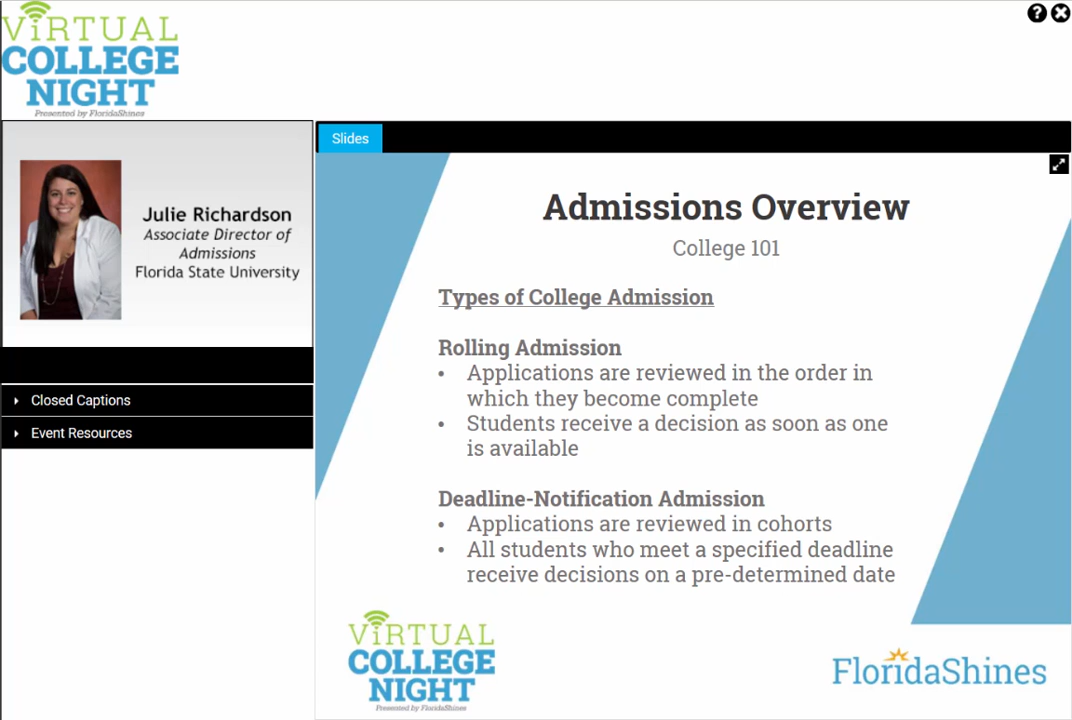 ViRTUAL
COLLEGE
NIGHT
Presented by FloridaShines
Julie Richardson
Associate Director of
Admissions
Florida State University
Closed Captions
Event Resources
Slides
Admissions Overview
College 101
Types of College Admission
Rolling Admission
• Applications are reviewed in the order in
which they become complete
• Students receive a decision as soon as one
is available
Deadline-Notification Admission
• Applications are reviewed in cohorts
• All students who meet a specified deadline
receive decisions on a pre-determined date
ViRTUAL
COLLEGE
NIGHT
Presented by FloridaShines
FloridaShines